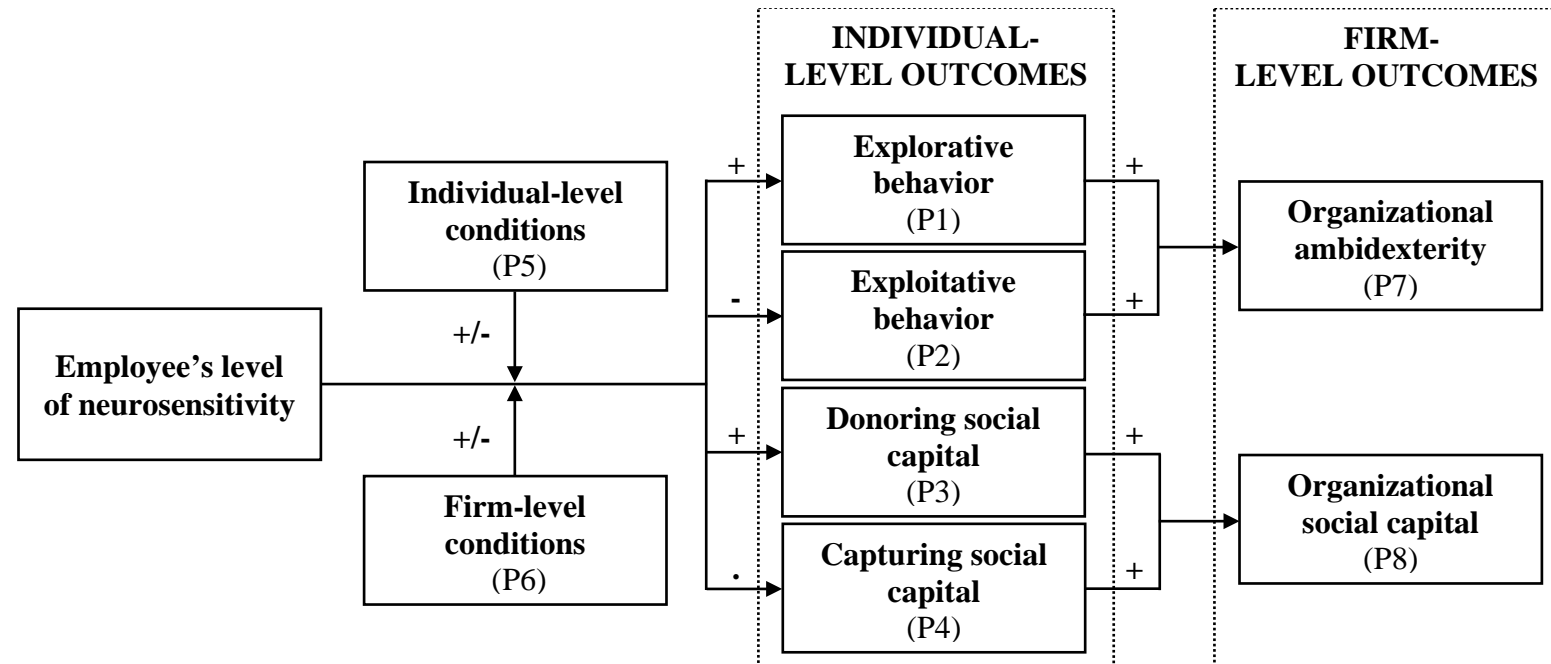 INDIVIDUAL-
LEVEL OUTCOMES
FIRM-
LEVEL OUTCOMES
Employee’s level
of neurosensitivity
Individual-level
conditions
(P5)
+/-
+/-
Firm-level
conditions
(P6)
+
-
+
.
Explorative
behavior
(P1)
Exploitative
behavior
(P2)
Donoring social
capital
(P3)
Capturing social
capital
(P4)
+
+
+
+
Organizational
ambidexterity
(P7)
Organizational
social capital
(P8)